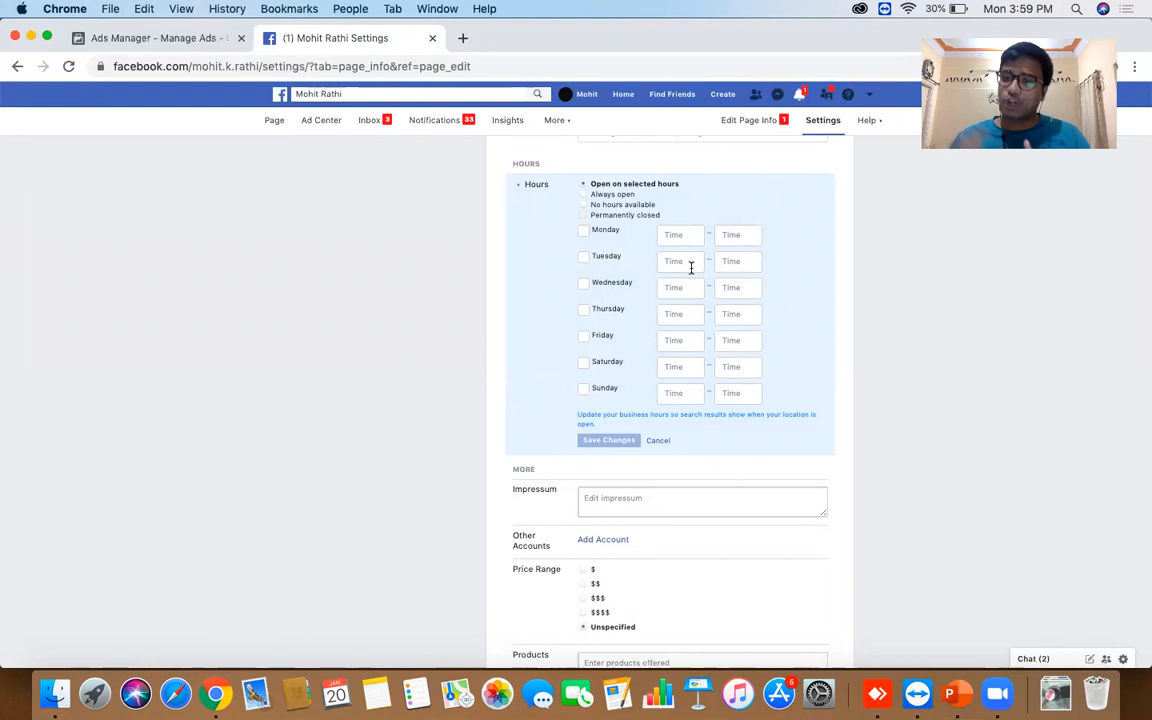 Chrome File Edit View History Bookmarks People Tab Window Help 30% Mon 3:59 PM
Ads Manager - Manage Ads - (1) Mohit Rathi Settings
facebook.com/mohit.k.rathi/settings/?tab=page_info&ref=page_edit
Mohit Rathi Mohit Home Find Friends Create 1
Page Ad Center Inbox 3 Notifications 33 Insights More Edit Page Info 1 Settings Help
HOURS
Hours Open on selected hours
Always open
No hours available
Permanently closed
Monday Time – Time
Tuesday Time – Time
Wednesday Time – Time
Thursday Time – Time
Friday Time – Time
Saturday Time – Time
Sunday Time – Time
Update your business hours so search results show when your location is
open.
Save Changes Cancel
MORE
Impressum Edit impressum
Other
Accounts Add Account
Price Range $
$$
$$$
$$$$
Unspecified
Products Enter products offered
Chat (2)
JAN
20
5